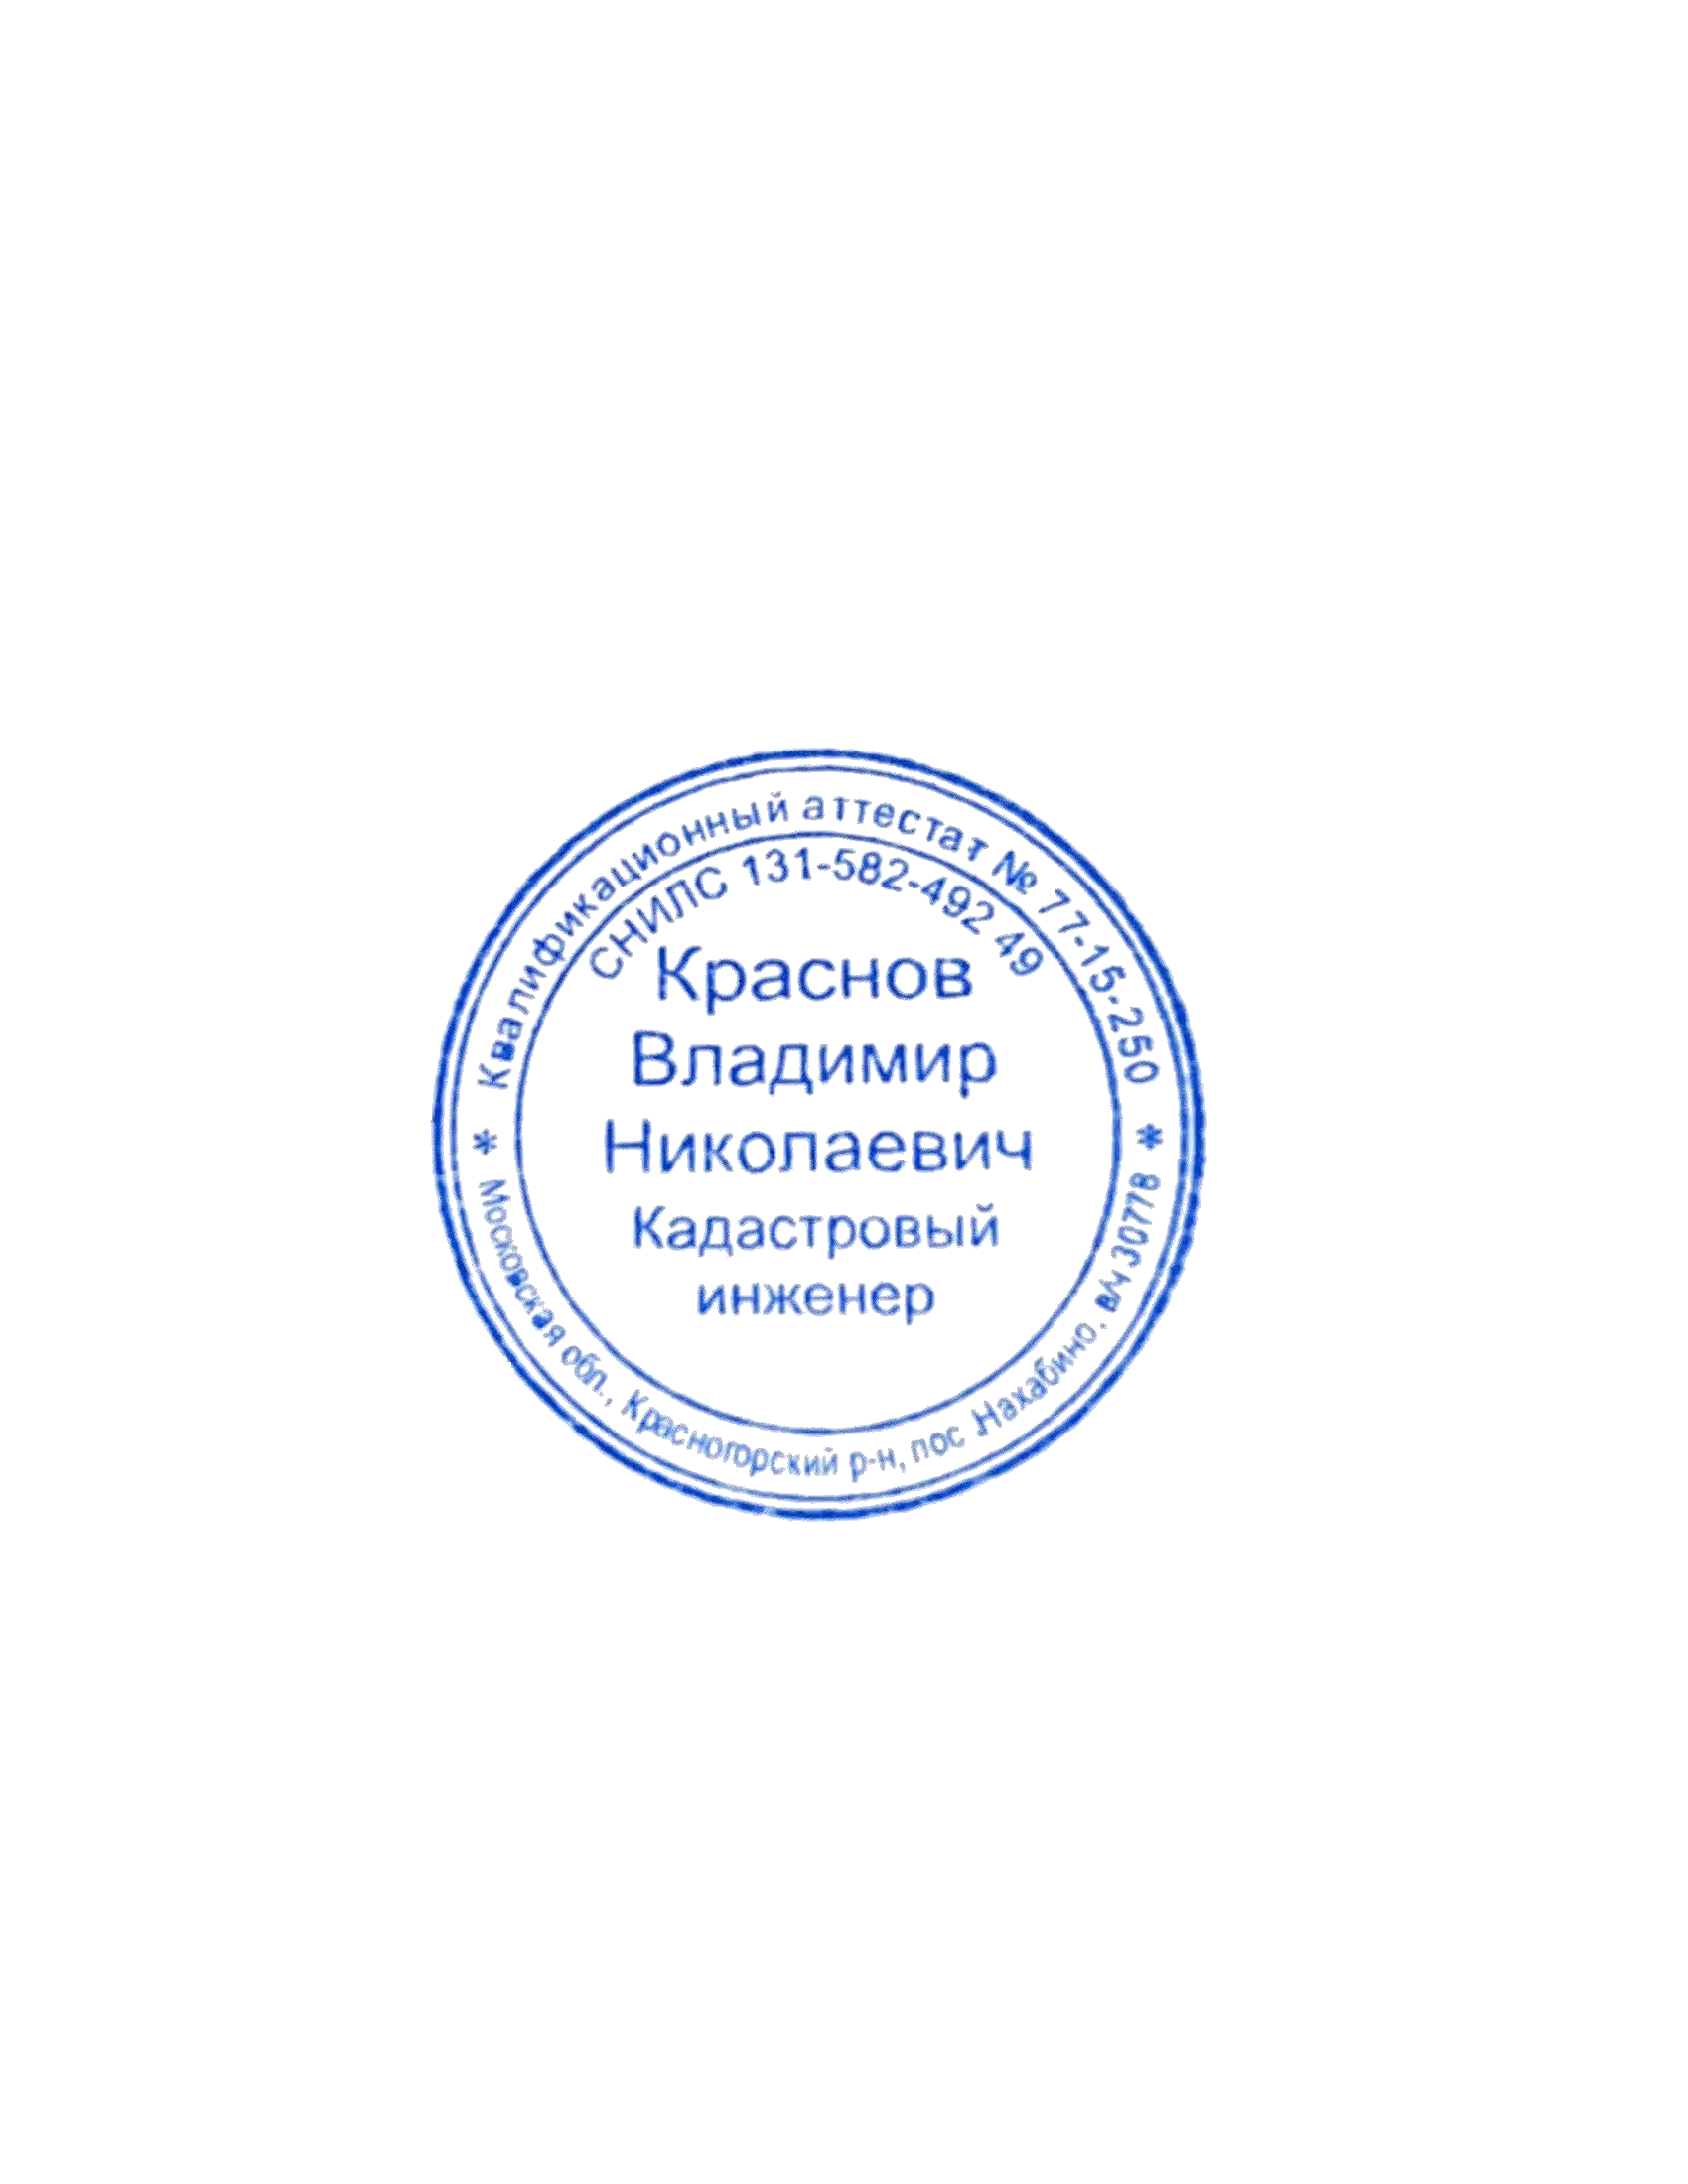 Квалификационный аттестат № 77-15-250
СНИЛС 131-582-492 49
Краснов
Владимир
Николаевич
Кадастровый
инженер
* Московская обл., Красногорский р-н, пос .Нахабино. в/ч 30778 *